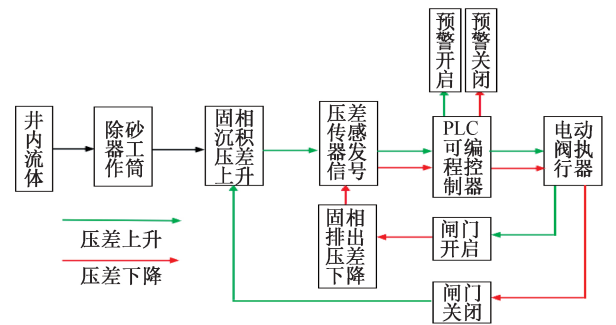 预警开启
预警关闭
井内流体
除砂
器工
作筒
固相
沉积
压差
上升
压差
传感
器发
信号
PLC
可编
程控
制器
电动
阀执
行器
固相
排出
压差
下降
闸门
开启
闸门
关闭
压差上升
压差下降